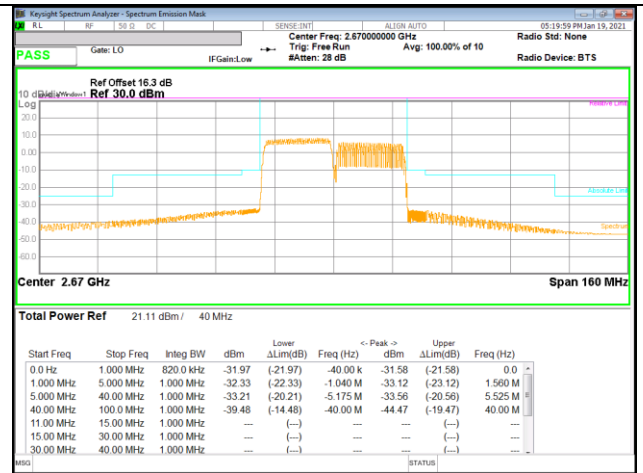 Keysight Spectrum Analyzer - Spectrum Emission Mask
RL RF 50 Ω DC SENSE:INT ALIGN AUTO 05:19:59 PM Jan 19, 2021
Center Freq: 2.670000000 GHz Radio Std: None
PASS Gate: LO Trig: Free Run Avg: 100.00% of 10
IFGain:Low #Atten: 28 dB Radio Device: BTS
Ref Offset 16.3 dB
10 dB/div Ref 30.0 dBm
Log Relative Limit
20.0
10.0
0.00
-10.0
-20.0
-30.0 Absolute Limit
-40.0
-50.0 Spectrum
-60.0
Center 2.67 GHz Span 160 MHz
Total Power Ref 21.11 dBm / 40 MHz
Lower <- Peak -> Upper
Start Freq Stop Freq Integ BW dBm ΔLim(dB) Freq (Hz) dBm ΔLim(dB) Freq (Hz)
0.0 Hz 1.000 MHz 820.0 kHz -31.97 (-21.97) -40.00 k -31.58 (-21.58) 0.0
1.000 MHz 5.000 MHz 1.000 MHz -32.33 (-22.33) -1.040 M -33.12 (-23.12) 1.560 M
5.000 MHz 40.00 MHz 1.000 MHz -33.21 (-20.21) -5.175 M -33.56 (-20.56) 5.525 M
40.00 MHz 100.0 MHz 1.000 MHz -39.48 (-14.48) -40.00 M -44.47 (-19.47) 40.00 M
11.00 MHz 15.00 MHz 1.000 MHz --- (---) --- (---) ---
15.00 MHz 30.00 MHz 1.000 MHz --- (---) --- (---) ---
30.00 MHz 40.00 MHz 1.000 MHz --- (---) --- (---) ---
MSG STATUS